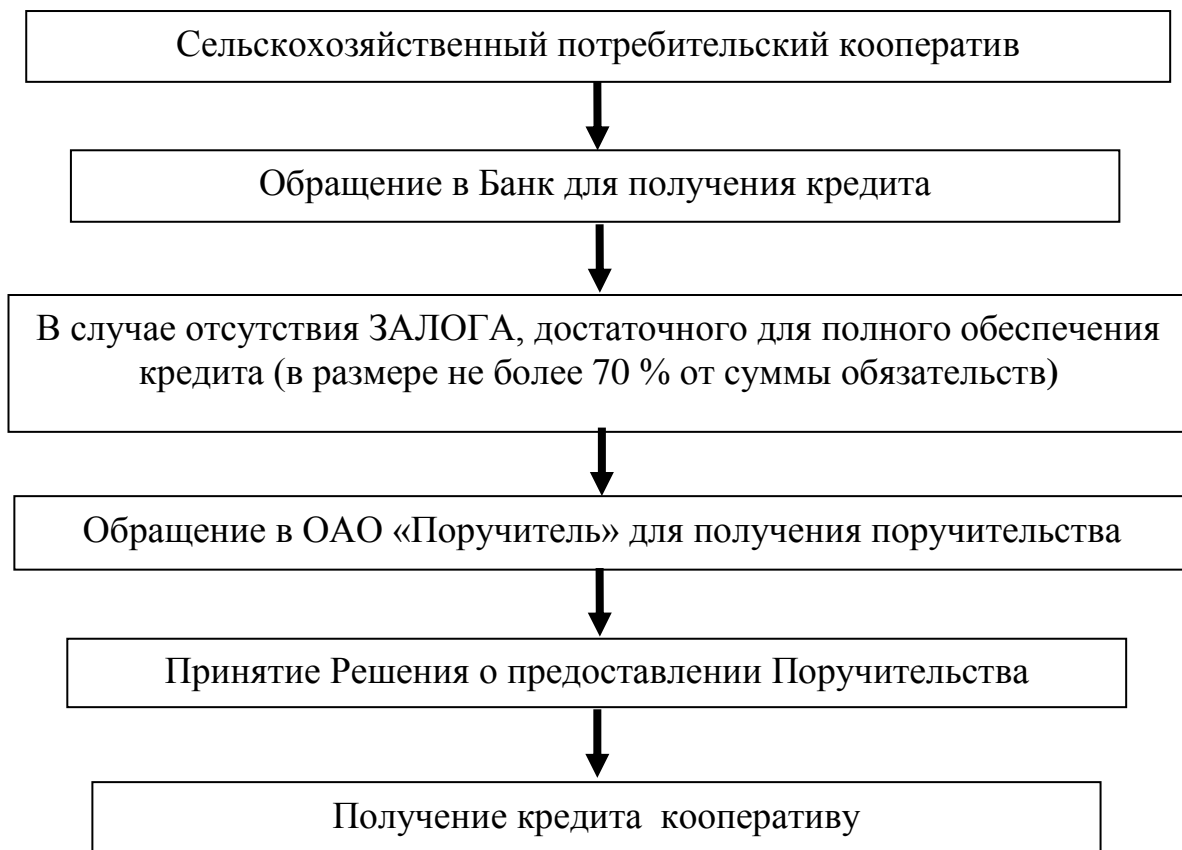 Сельскохозяйственный потребительский кооператив
Обращение в Банк для получения кредита
В случае отсутствия ЗАЛОГА, достаточного для полного обеспечения
кредита (в размере не более 70 % от суммы обязательств)
Обращение в ОАО «Поручитель» для получения поручительства
Принятие Решения о предоставлении Поручительства
Получение кредита кооперативу